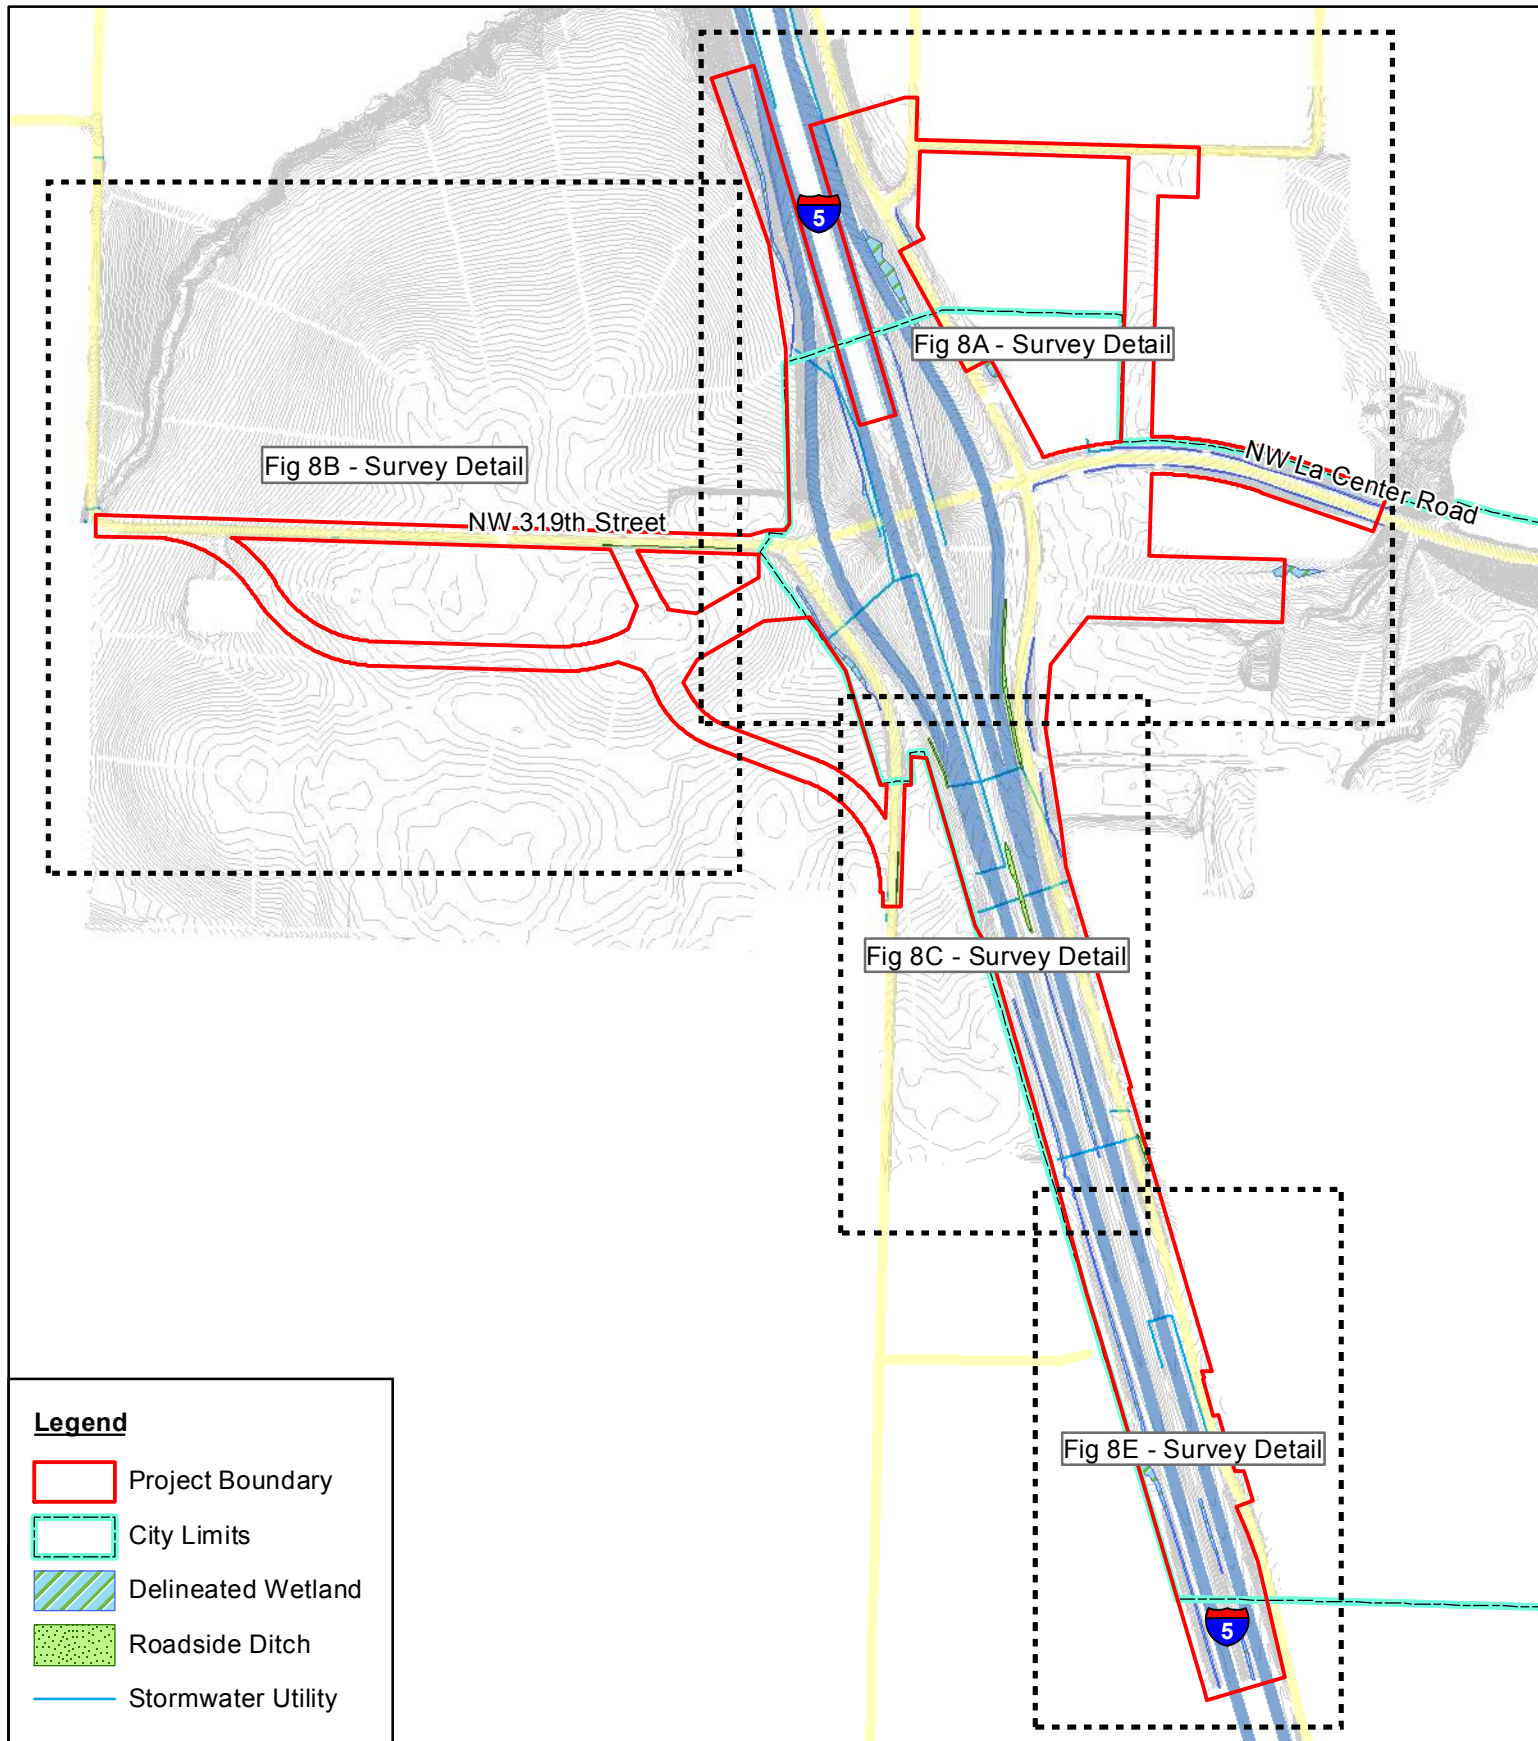 5
Fig 8A - Survey Detail
Fig 8B - Survey Detail
NW La Center Road
NW 319th Street
Fig 8C - Survey Detail
Fig 8E - Survey Detail
5
Legend
Project Boundary
City Limits
Delineated Wetland
Roadside Ditch
Stormwater Utility